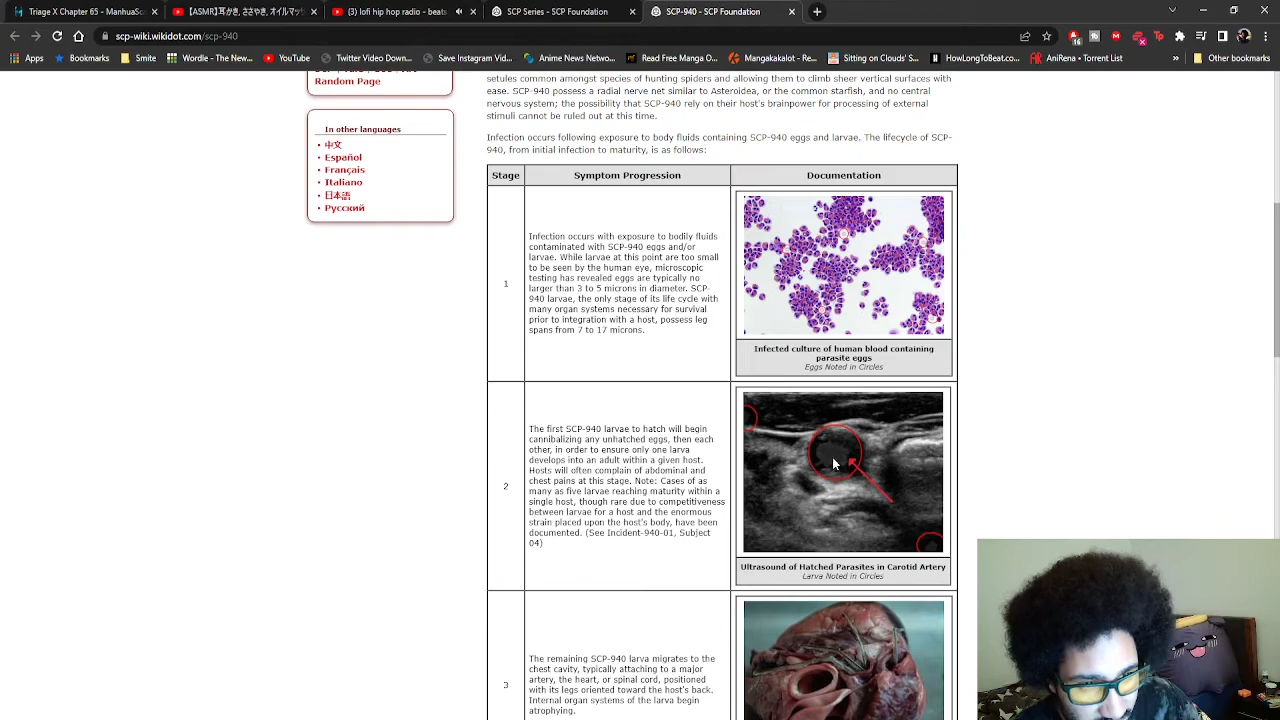 Triage X Chapter 65 - ManhuaSc
【ASMR】耳かき、ささやき、オイルマッ
(3) lofi hip hop radio - beats
SCP Series - SCP Foundation
SCP-940 - SCP Foundation
scp-wiki.wikidot.com/scp-940
16
Apps
Bookmarks
Smite
W... - Wikipedia
YouTube
Twitter Video Down...
Save Instagram Vid...
Anime News Netwo...
Read Free Manga O...
Mangakakalot - Re...
Sitting on Clouds' S...
HowLongToBeat.c...
AniRena • Torrent List
»
Other bookmarks
Random Page
In other languages
中文
Español
Français
Italiano
日本語
Русский
setules common amongst species of hunting spiders and allowing them to climb sheer vertical surfaces with
ease. SCP-940 possess a radial nerve net similar to Asteroidea, or the common starfish, and no central
nervous system; the possibility that SCP-940 rely on their host's brainpower for processing of external
stimuli cannot be ruled out at this time.
Infection occurs following exposure to body fluids containing SCP-940 eggs and larvae. The lifecycle of SCP-
940, from initial infection to maturity, is as follows:
Stage
Symptom Progression
Documentation
1
Infection occurs with exposure to bodily fluids
contaminated with SCP-940 eggs and/or
larvae. While larvae at this point are too small
to be seen by the human eye, microscopic
testing has revealed eggs are typically no
larger than 3 to 5 microns in diameter. SCP-
940 larvae, the only stage of its life cycle with
many organ systems necessary for survival
prior to integration with a host, possess leg
spans from 7 to 17 microns.
Infected culture of human blood containing
parasite eggs
Eggs Noted in Circles
2
The first SCP-940 larvae to hatch will begin
cannibalizing any unhatched eggs, then each
other, in order to ensure only one larva
develops into an adult within a given host.
Hosts will often complain of abdominal and
chest pains at this stage. Note: Cases of
as many as five larvae reaching maturity within a
single host, though rare due to competitiveness
between larvae for a host and the enormous
strain placed upon the host's body, have been
documented. (See Incident-940-01, Subject
04)
Ultrasound of Hatched Parasites in Carotid Artery
Larva Noted in Circles
3
The remaining SCP-940 larva migrates to the
chest cavity, typically attaching to a major
artery, the heart, or spinal cord, positioned
with its legs oriented toward the host's back.
Internal organ systems of the larva begin
atrophying.